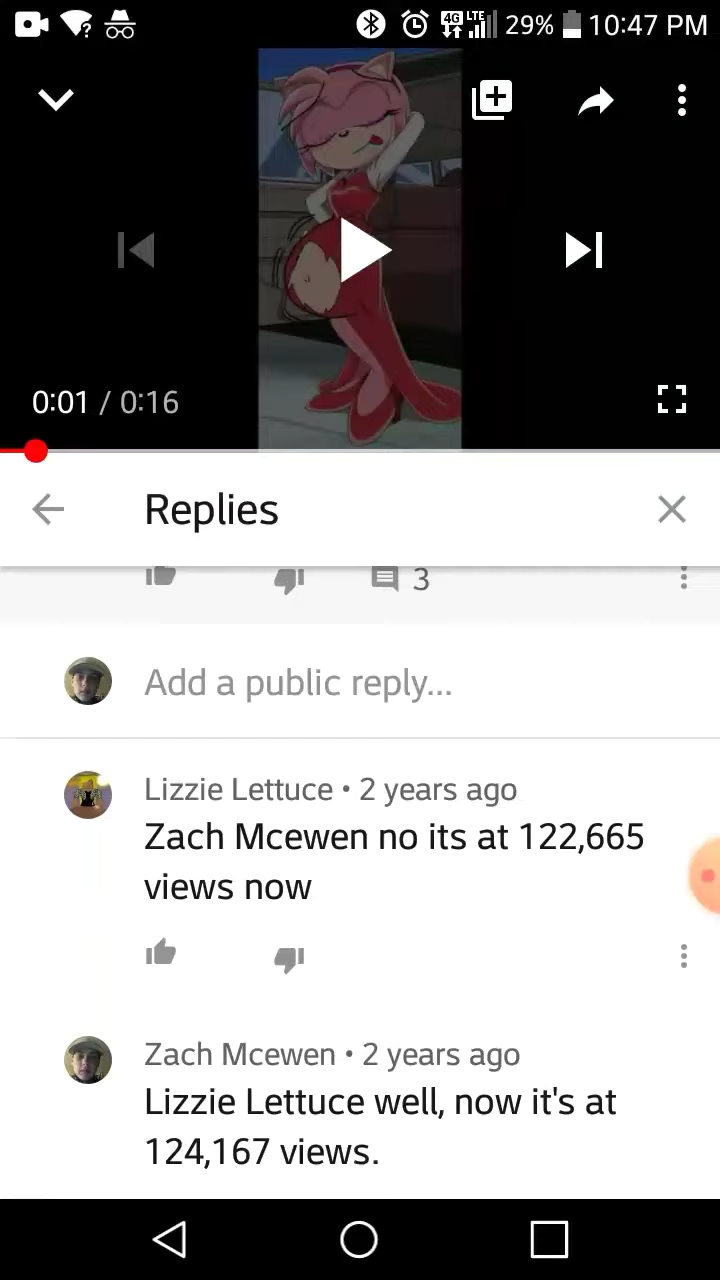 4G LTE 29% 10:47 PM
0:01 / 0:16
Replies
3
Add a public reply...
Lizzie Lettuce • 2 years ago
Zach Mcewen no its at 122,665
views now
Zach Mcewen • 2 years ago
Lizzie Lettuce well, now it's at
124,167 views.